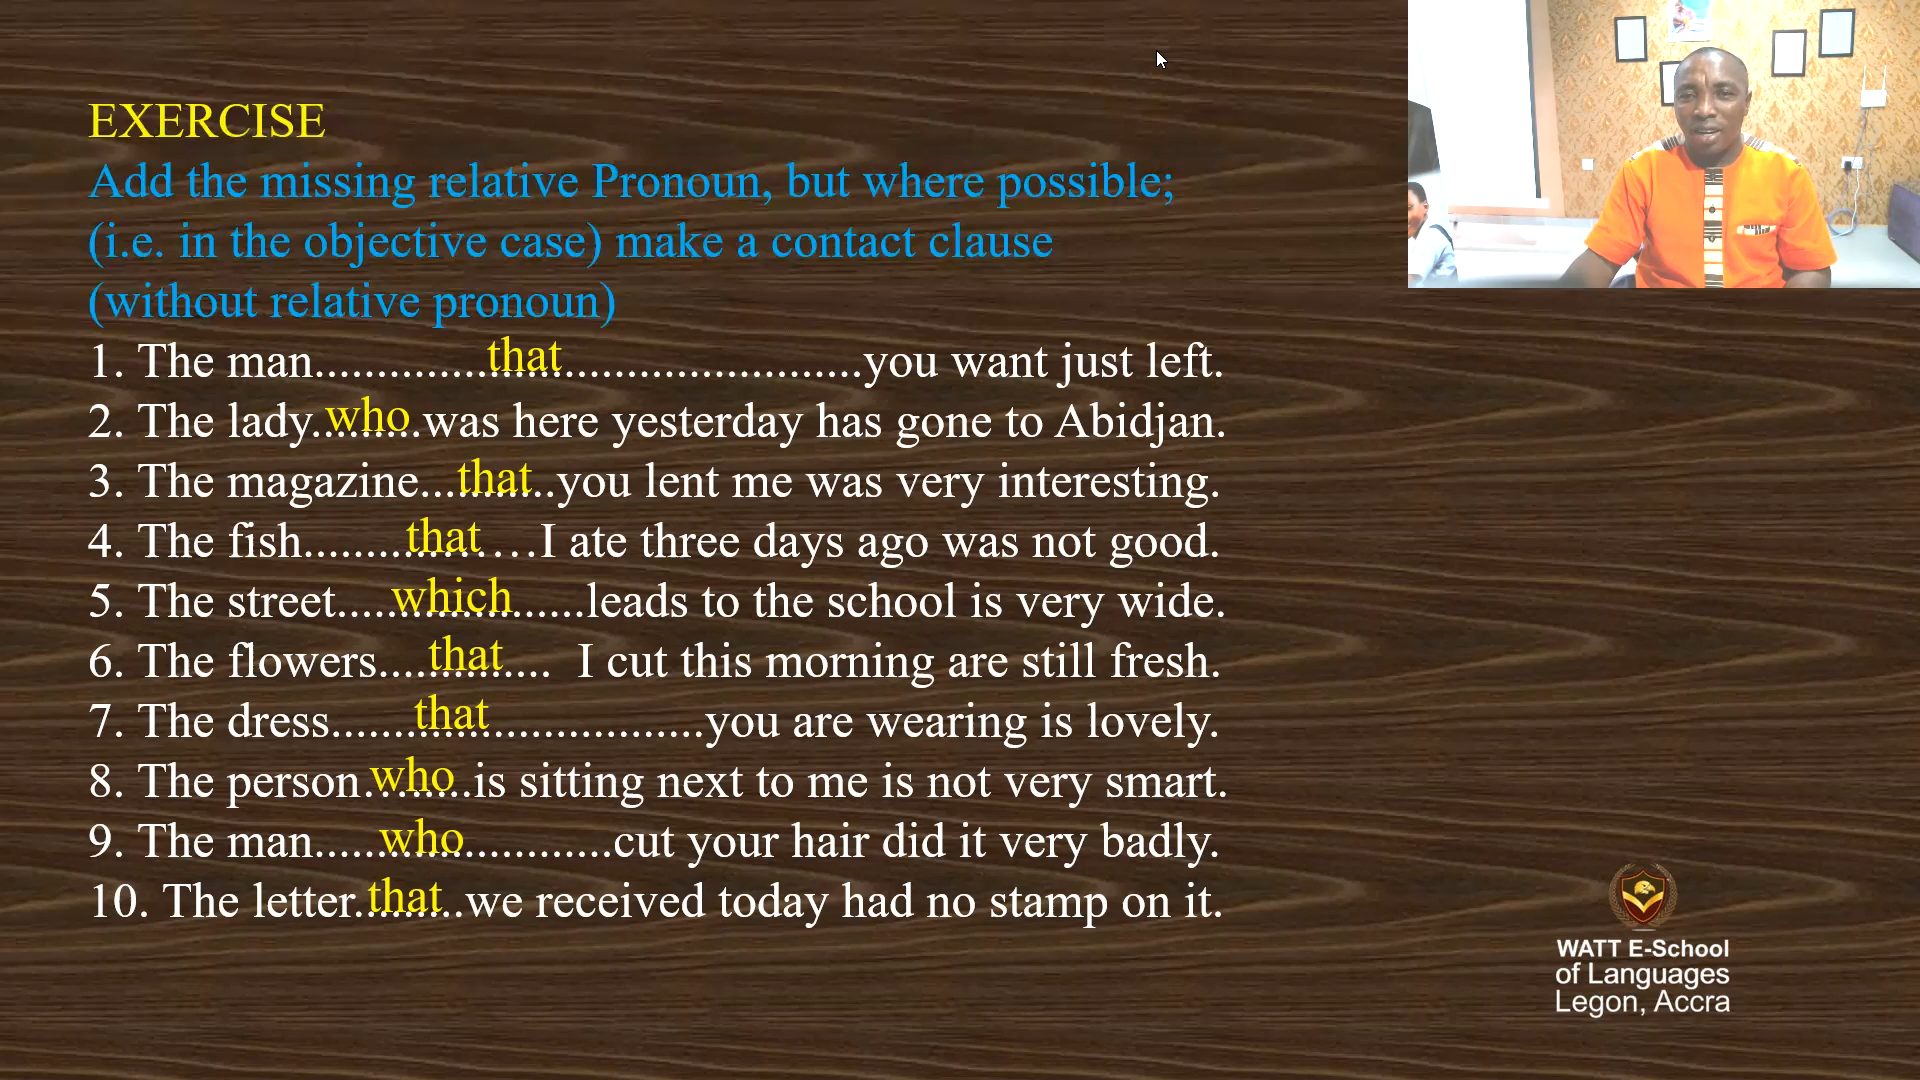 EXERCISE
Add the missing relative Pronoun, but where possible;
(i.e. in the objective case) make a contact clause
(without relative pronoun)
1. The man..............that........................you want just left.
2. The lady..who..was here yesterday has gone to Abidjan.
3. The magazine...that..you lent me was very interesting.
4. The fish........that…I ate three days ago was not good.
5. The street.....which......leads to the school is very wide.
6. The flowers....that.... I cut this morning are still fresh.
7. The dress.......that.................you are wearing is lovely.
8. The person.who.is sitting next to me is not very smart.
9. The man.....who............cut your hair did it very badly.
10. The letter.that..we received today had no stamp on it.
WATT E-School
of Languages
Legon, Accra